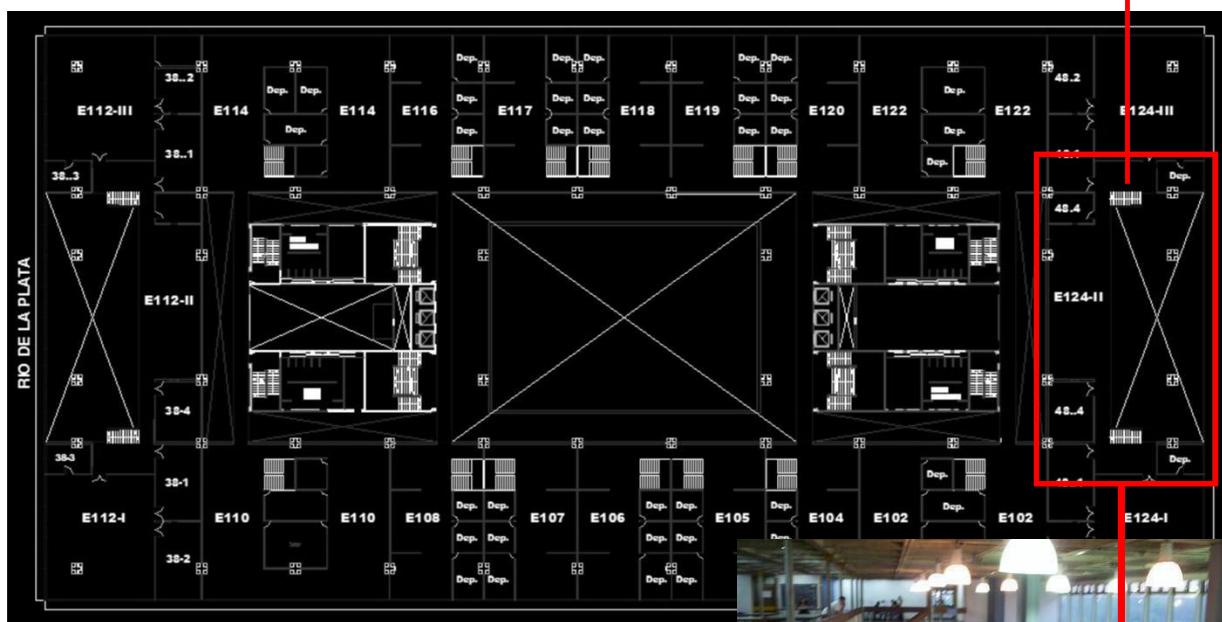 Dep. Dep. Dep. Dep. Dep.
38..2 48.2
Dep. Dep. Dep. Dep. Dep. Dep. Dep. Dep.
E112-III E114 E114 E116 E117 E118 E119 E120 E122 E122 E124-III
Dep. Dep. Dep. Dep. Dep. Dep. Dep.
38..1
Dep.
38..3 Dep.
48.4
RIO DE LA PLATA
E112-II E124-II
38-4 48..4
38-3 Dep.
Dep.
38-1
Dep. Dep. Dep. Dep. Dep. Dep.
E112-I E110 E110 E108 E107 E106 E105 E104 E102 E102 E124-I
Dep. Dep. Dep. Dep. Dep.
38-2
Dep. Dep. Dep. Dep.